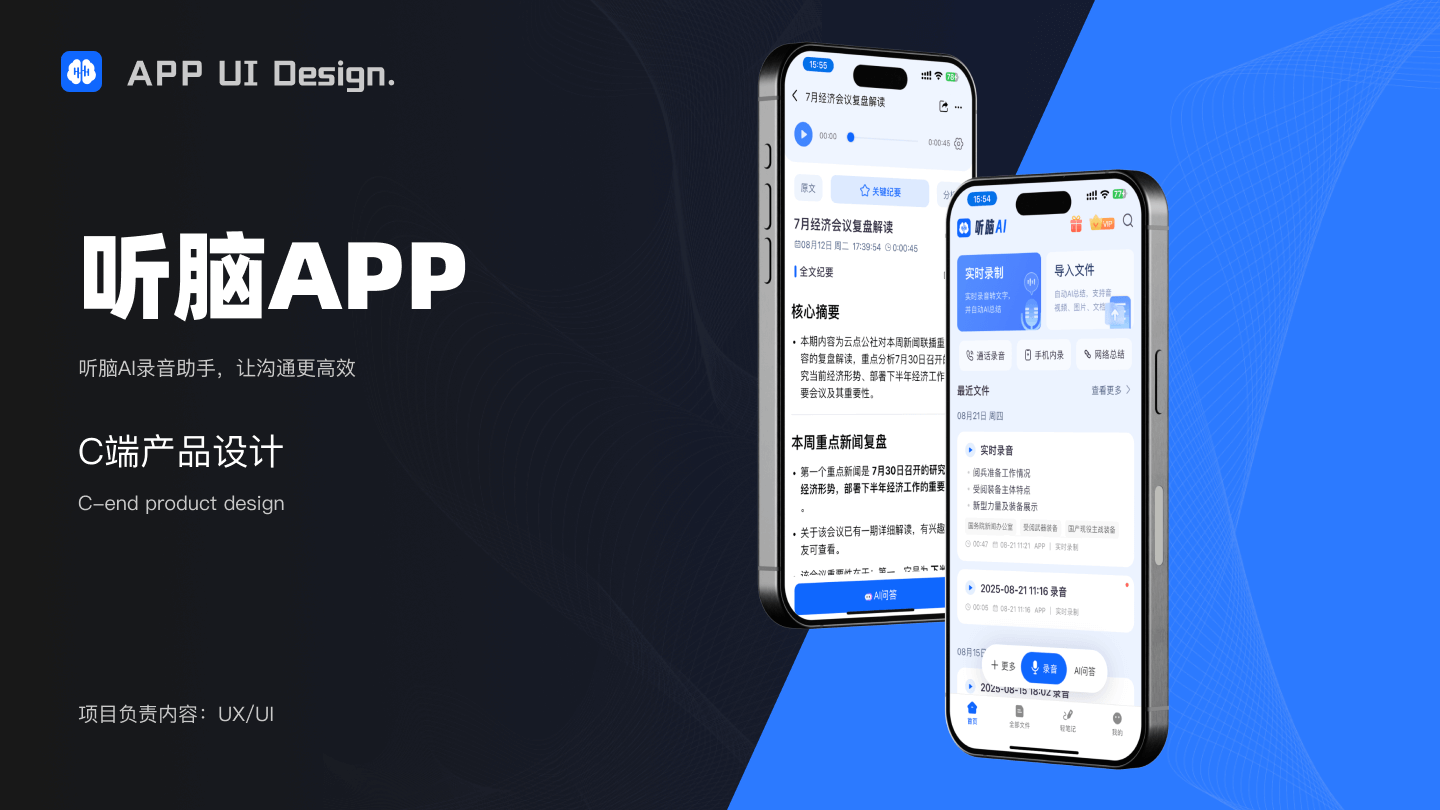 APP UI Design.
听脑APP
听脑AI录音助手，让沟通更高效
C端产品设计
C-end product design
项目负责内容：UX/UI
15:55
7月经济会议复盘解读
00:00
0:00:45
原文
关键纪要
7月经济会议复盘解读
08月12日 周二 17:39:54 0:00:45
全文纪要
核心摘要
• 本期内容为云点公社对本周新闻联播重
容的复盘解读，重点分析7月30日召开的
究当前经济形势、部署下半年经济工作
要会议及其重要性。
本周重点新闻复盘
• 第一个重点新闻是 7月30日召开的研究
经济形势，部署下半年经济工作的重要
。
• 关于该会议已有一期详细解读，有兴趣
友可查看。
AI问答
15:54
77
听脑AI
VIP
实时录制
实时录音转文字，
并自动AI总结
导入文件
自动AI总结，支持音
视频，图片，文档
通话录音
手机内录
网络总结
最近文件
查看更多
08月21日 周四
实时录音
· 阅兵准备工作情况
· 受阅装备主体特点
· 新型力量及装备展示
国务院新闻办公室 受阅武器装备 国产现役主战装备
00:47 08-21 11:21 APP | 实时录制
2025-08-21 11:16 录音
00:05 08-21 11:16 APP | 实时录制
08月15日
2025-08-15 18:02 录音
+ 更多
录音
AI问答
首页
全部文件
轻笔记
我的